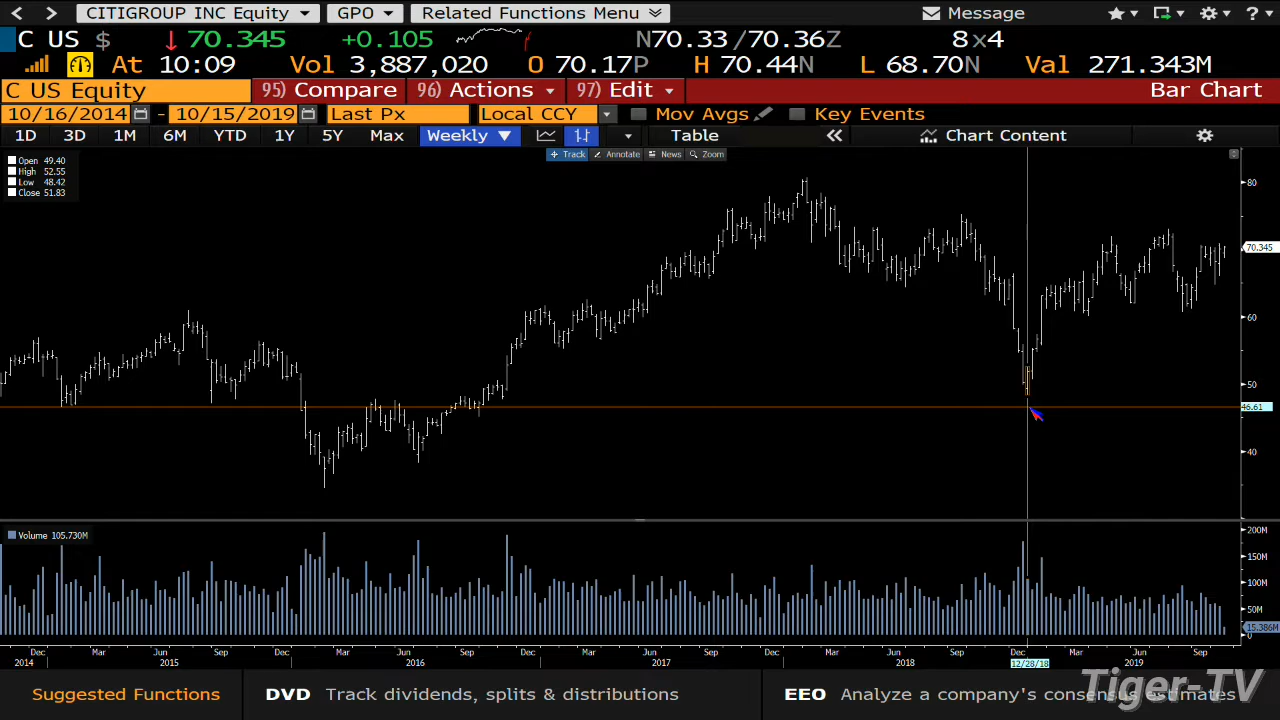 CITIGROUP INC Equity GPO Related Functions Menu Message ?
C US $ 70.345 +0.105 N70.33/70.36Z 8x4
At 10:09 Vol 3,887,020 O 70.17P H 70.44N L 68.70N Val 271.343M
C US Equity 95) Compare 96) Actions 97) Edit Bar Chart
10/16/2014 - 10/15/2019 Last Px Local CCY Mov Avgs Key Events
1D 3D 1M 6M YTD 1Y 5Y Max Weekly Table Chart Content
Track Annotate News Zoom
Open 49.40
High 52.55
Low 48.42
Close 51.83
80
70.345
60
50
46.61
40
Volume 105.730M
200M
150M
100M
50M
15.386M
0
Dec Mar Jun Sep Dec Mar Jun Sep Dec Mar Jun Sep Dec Mar Jun Sep Dec Mar Jun Sep
2014 2015 2016 2017 2018 12/28/18 2019
Suggested Functions DVD Track dividends, splits & distributions EEO Analyze a company's consensus estimates
Tiger-TV